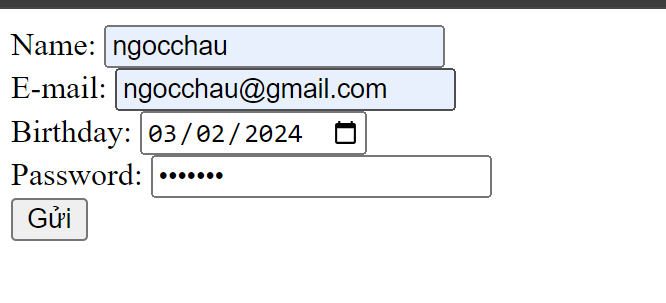 Name: ngocchau
E-mail: ngocchau@gmail.com
Birthday: 03/02/2024
Password: •••••••
Gửi